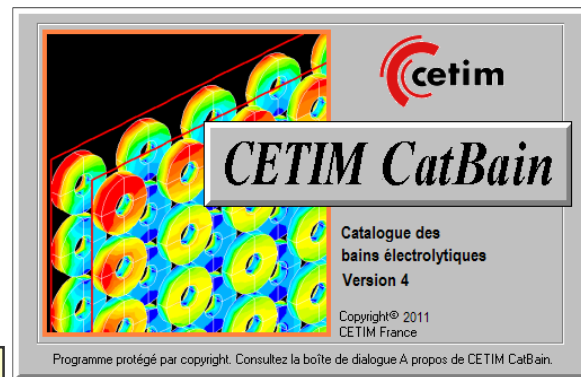 cetim
CETIM CatBain
Catalogue des
bains électrolytiques
Version 4
Copyright© 2011
CETIM France
Programme protégé par copyright. Consultez la boîte de dialogue A propos de CETIM CatBain.